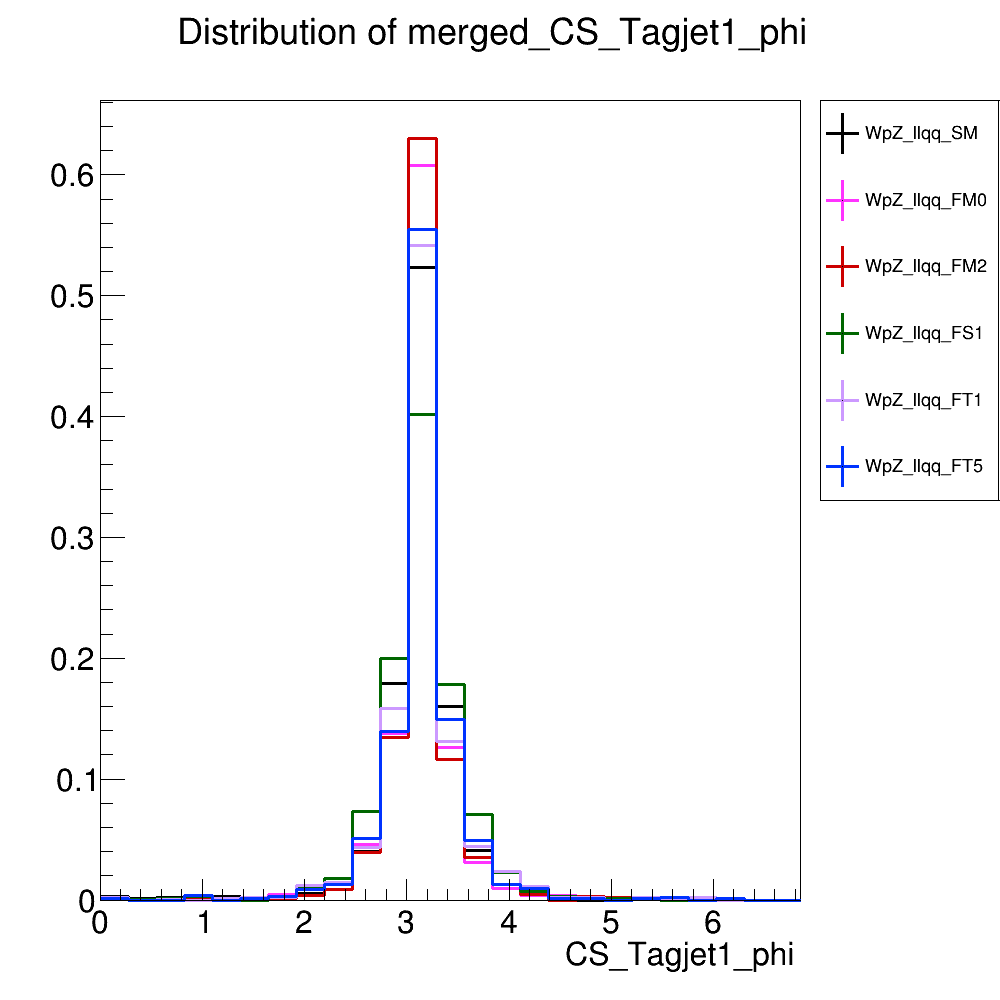 Distribution of merged_CS_Tagjet1_phi
WpZ_llqq_SM
WpZ_llqq_FM0
WpZ_llqq_FM2
WpZ_llqq_FS1
WpZ_llqq_FT1
WpZ_llqq_FT5
0.6
0.5
0.4
0.3
0.2
0.1
0
0 1 2 3 4 5 6
CS_Tagjet1_phi